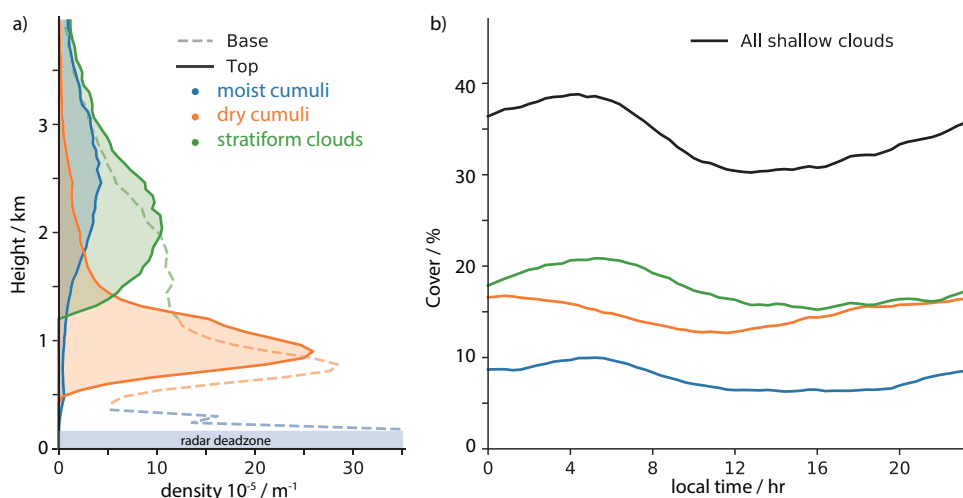 a)
Base
Top
moist cumuli
dry cumuli
stratiform clouds
Height / km
3
2
1
0
radar deadzone
0
10
20
30
density 10⁻⁵ / m⁻¹
b)
All shallow clouds
Cover / %
40
30
20
10
0
0
4
8
12
16
20
local time / hr